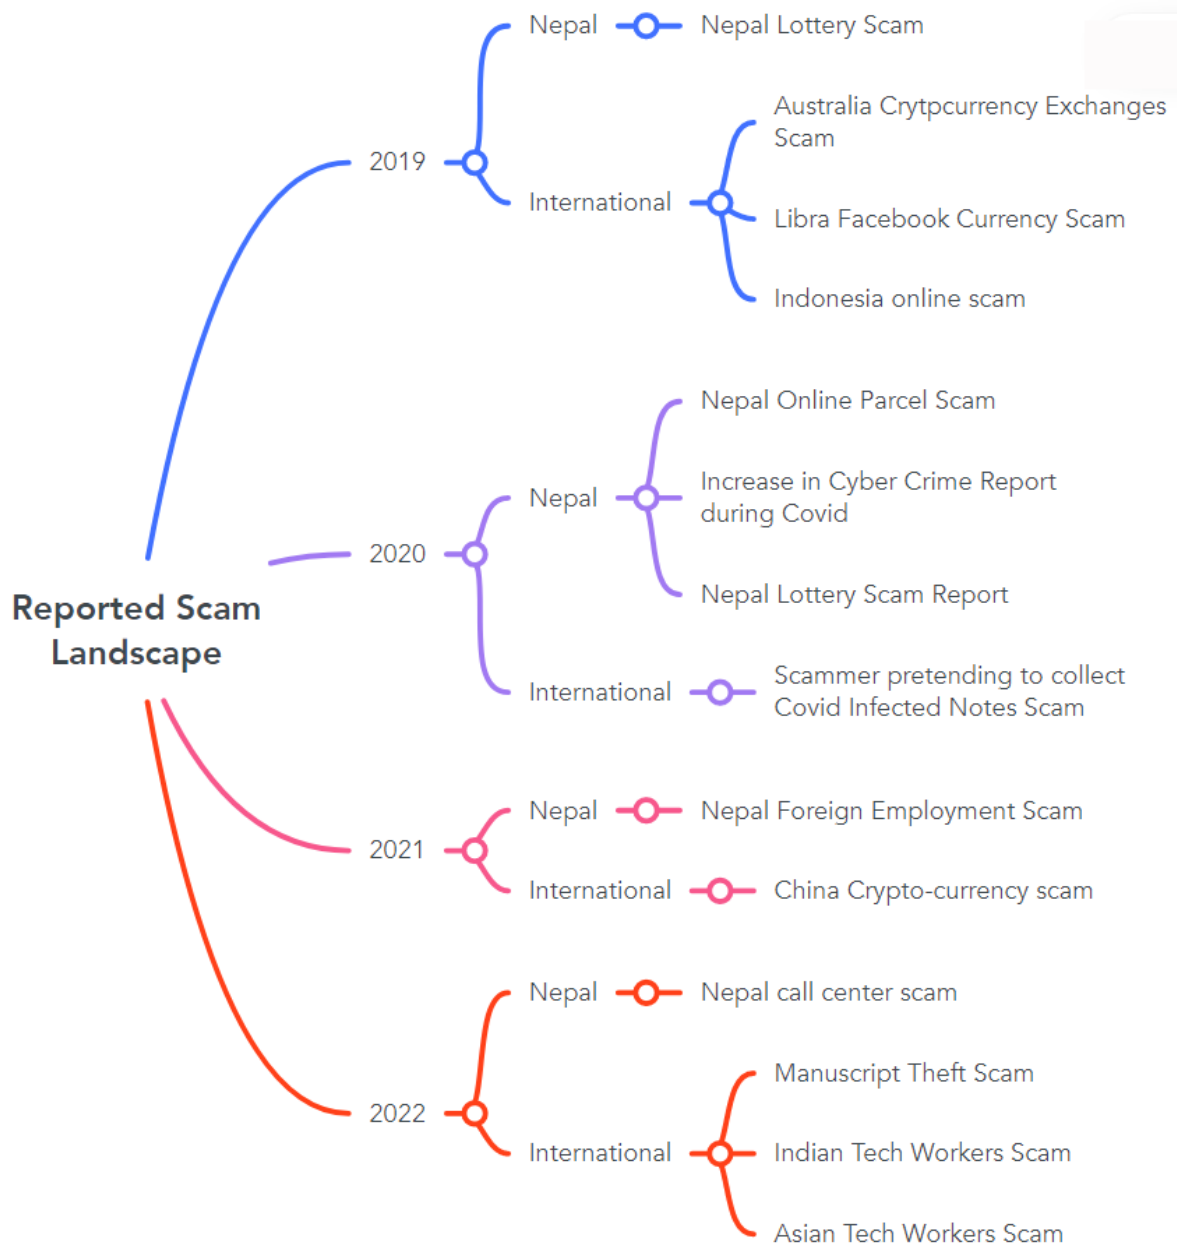 Reported Scam
Landscape
2019
Nepal
Nepal Lottery Scam
International
Australia Crytpcurrency Exchanges
Scam
Libra Facebook Currency Scam
Indonesia online scam
2020
Nepal
Nepal Online Parcel Scam
Increase in Cyber Crime Report
during Covid
Nepal Lottery Scam Report
International
Scammer pretending to collect
Covid Infected Notes Scam
2021
Nepal
Nepal Foreign Employment Scam
International
China Crypto-currency scam
2022
Nepal
Nepal call center scam
International
Manuscript Theft Scam
Indian Tech Workers Scam
Asian Tech Workers Scam